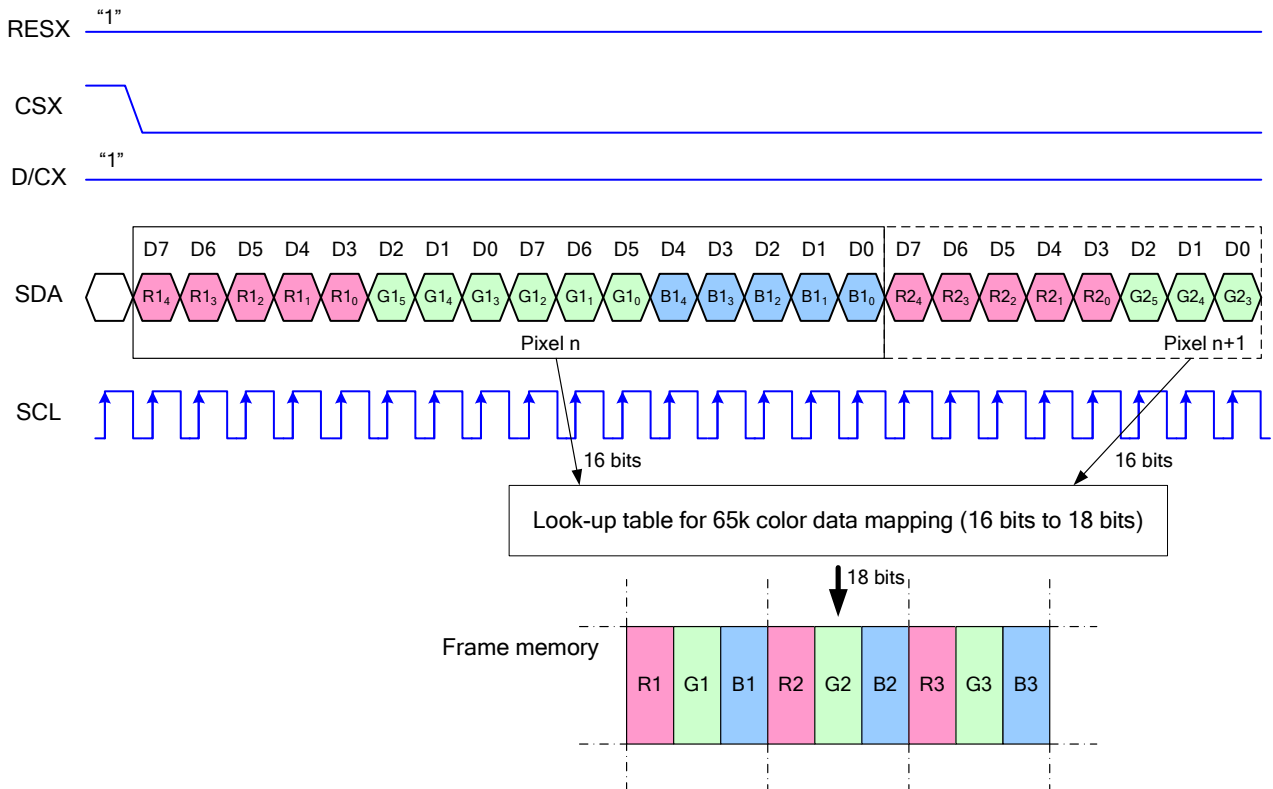 RESX “1”
CSX
D/CX “1”
D7 D6 D5 D4 D3 D2 D1 D0 D7 D6 D5 D4 D3 D2 D1 D0 D7 D6 D5 D4 D3 D2 D1 D0
SDA R1₄ R1₃ R1₂ R1₁ R1₀ G1₅ G1₄ G1₃ G1₂ G1₁ G1₀ B1₄ B1₃ B1₂ B1₁ B1₀ R2₄ R2₃ R2₂ R2₁ R2₀ G2₅ G2₄ G2₃
Pixel n Pixel n+1
SCL
16 bits 16 bits
Look-up table for 65k color data mapping (16 bits to 18 bits)
18 bits
Frame memory
R1 G1 B1 R2 G2 B2 R3 G3 B3